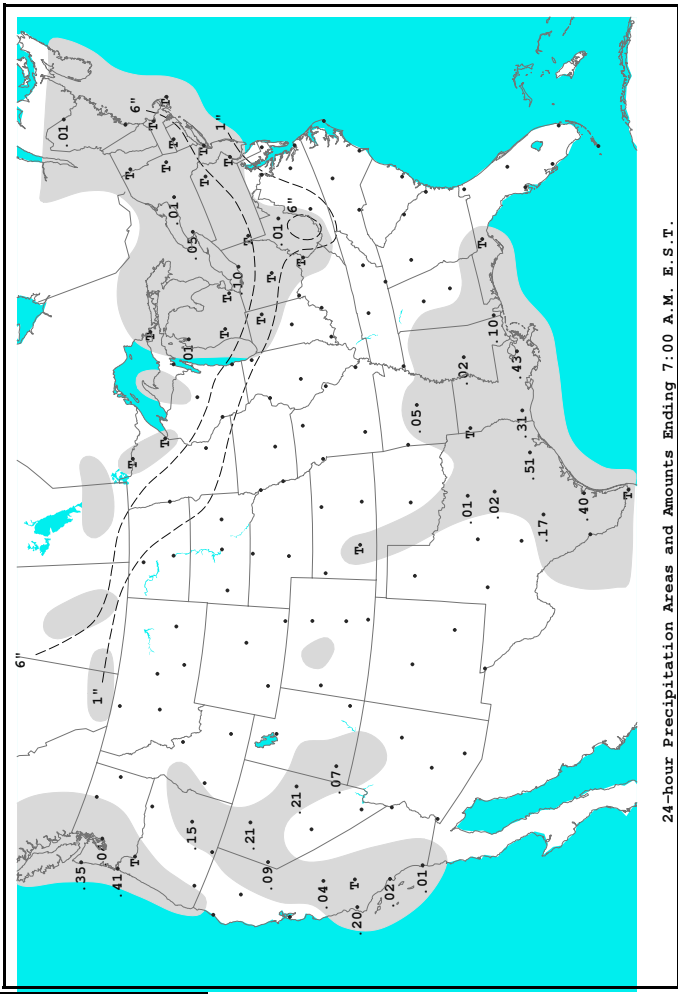 6"
.01
.35
1"
.41
T T T 6"
T T
T T T
.01 T
.15 .01 .05
T T
T T T 1"
.10
.21 T
T
.09 T
.01
.21 T 6"
.04
.07
.20 T T
.02
.01 .05
.01 T .02
T
.02 .10
.31 .43
.51
.17
.40
T
24-hour Precipitation Areas and Amounts Ending 7:00 A.M. E.S.T.